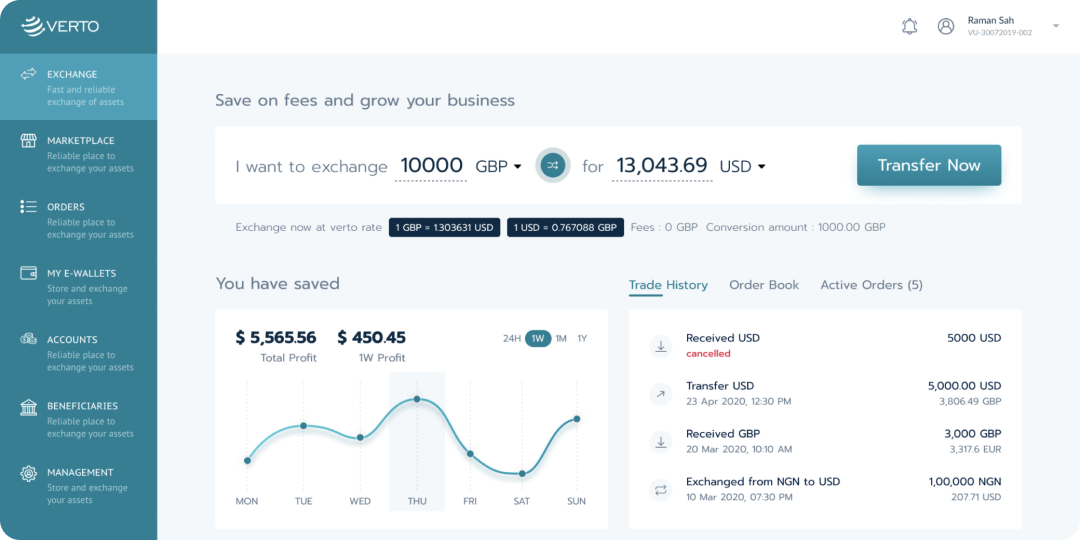 VERTO
Raman Sah
VU-30072019-002
EXCHANGE
Fast and reliable
exchange of assets
MARKETPLACE
Reliable place to
exchange your assets
ORDERS
Reliable place to
exchange your assets
MY E-WALLETS
Store and exchange
your assets
ACCOUNTS
Reliable place to
exchange your assets
BENEFICIARIES
Reliable place to
exchange your assets
MANAGEMENT
Store and exchange
your assets
Save on fees and grow your business
I want to exchange 10000 GBP for 13,043.69 USD Transfer Now
Exchange now at verto rate 1 GBP = 1.303631 USD 1 USD = 0.767088 GBP Fees : 0 GBP Conversion amount : 1000.00 GBP
You have saved
$ 5,565.56 $ 450.45 24H 1W 1M 1Y
Total Profit 1W Profit
MON TUE WED THU FRI SAT SUN
Trade History Order Book Active Orders (5)
Received USD 5000 USD
cancelled
Transfer USD 5,000.00 USD
23 Apr 2020, 12:30 PM 3,806.49 GBP
Received GBP 3,000 GBP
20 Mar 2020, 10:10 AM 3,317.6 EUR
Exchanged from NGN to USD 1,00,000 NGN
10 Mar 2020, 07:30 PM 207.71 USD